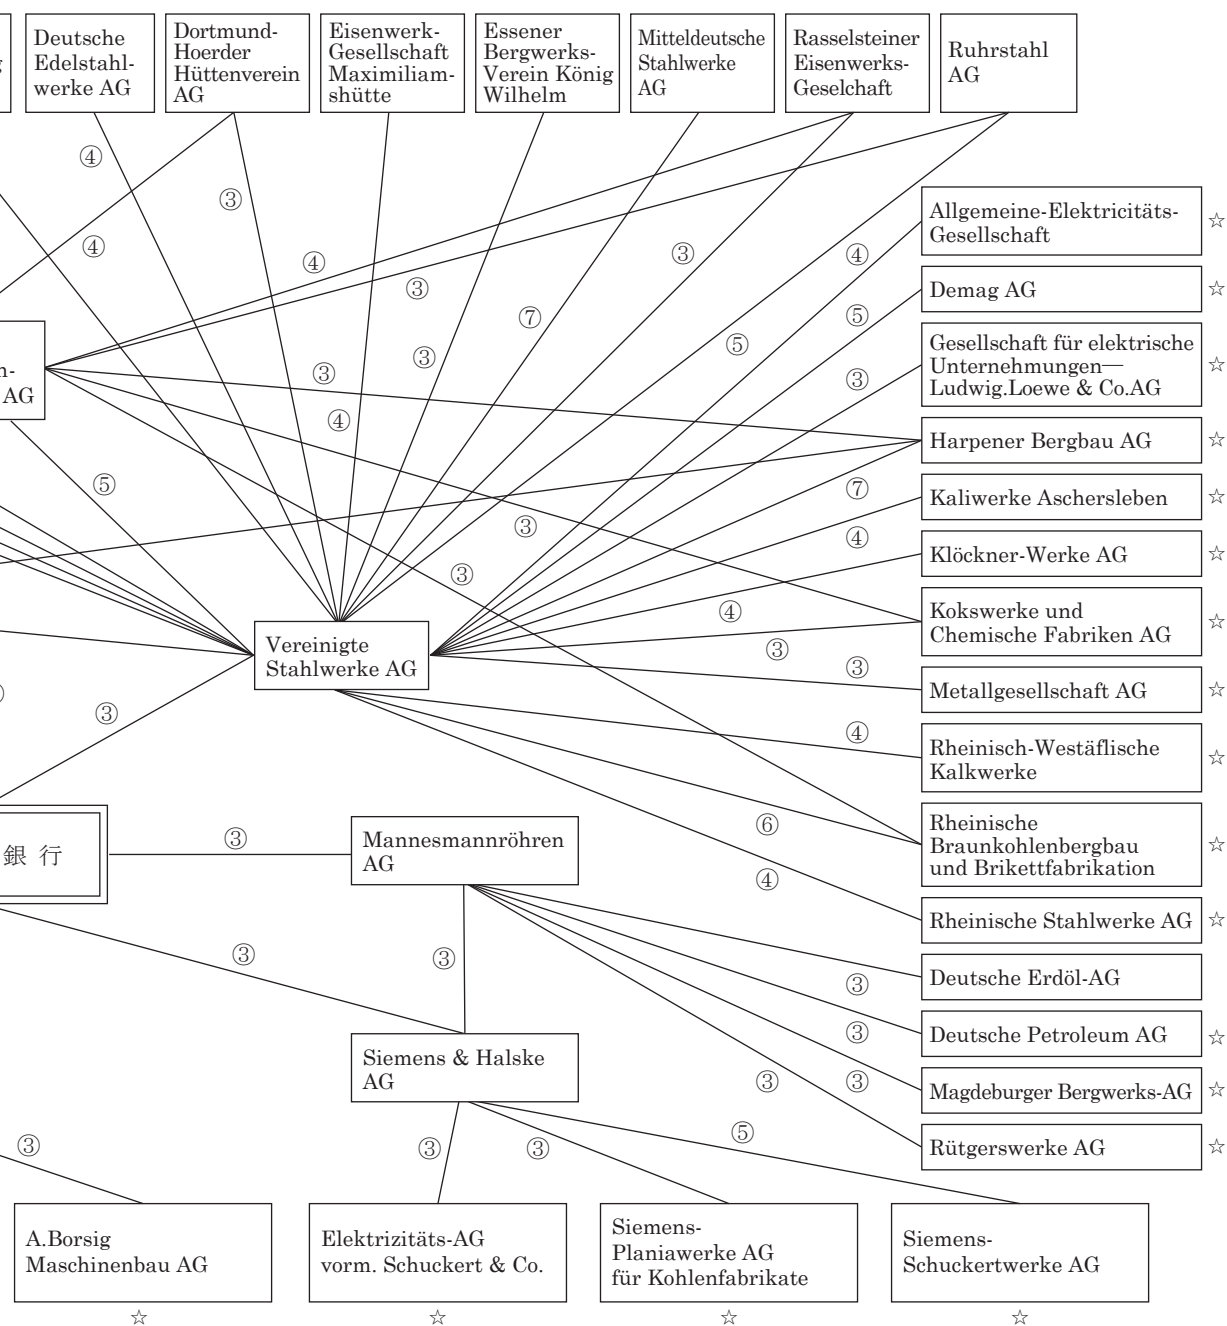 g
Deutsche
Edelstahl-
werke AG
Dortmund-
Hoerder
Hüttenverein
AG
Eisenwerk-
Gesellschaft
Maximiliam-
shütte
Essener
Bergwerks-
Verein König
Wilhelm
Mitteldeutsche
Stahlwerke
AG
Rasselsteiner
Eisenwerks-
Geselchaft
Ruhrstahl
AG
④
③
④
④
③
③
⑦
③
⑤
③
④
⑤
③
③
④
⑤
③
⑦
④
④
③
③
④
⑥
④
③
n-
AG
Allgemeine-Elektricitäts-
Gesellschaft
☆
Demag AG
☆
Gesellschaft für elektrische
Unternehmungen—
Ludwig.Loewe & Co.AG
☆
Harpener Bergbau AG
☆
Kaliwerke Aschersleben
☆
Klöckner-Werke AG
☆
Kokswerke und
Chemische Fabriken AG
☆
Metallgesellschaft AG
☆
Rheinisch-Westäflische
Kalkwerke
☆
Rheinische
Braunkohlenbergbau
und Brikettfabrikation
☆
Rheinische Stahlwerke AG
☆
Deutsche Erdöl-AG
Deutsche Petroleum AG
☆
Magdeburger Bergwerks-AG
☆
Rütgerswerke AG
☆
Vereinigte
Stahlwerke AG
③
銀 行
③
Mannesmannröhren
AG
③
③
③
③
③
③
Siemens & Halske
AG
③
③
③
⑤
A.Borsig
Maschinenbau AG
☆
Elektrizitäts-AG
vorm. Schuckert & Co.
☆
Siemens-
Planiawerke AG
für Kohlenfabrikate
☆
Siemens-
Schuckertwerke AG
☆